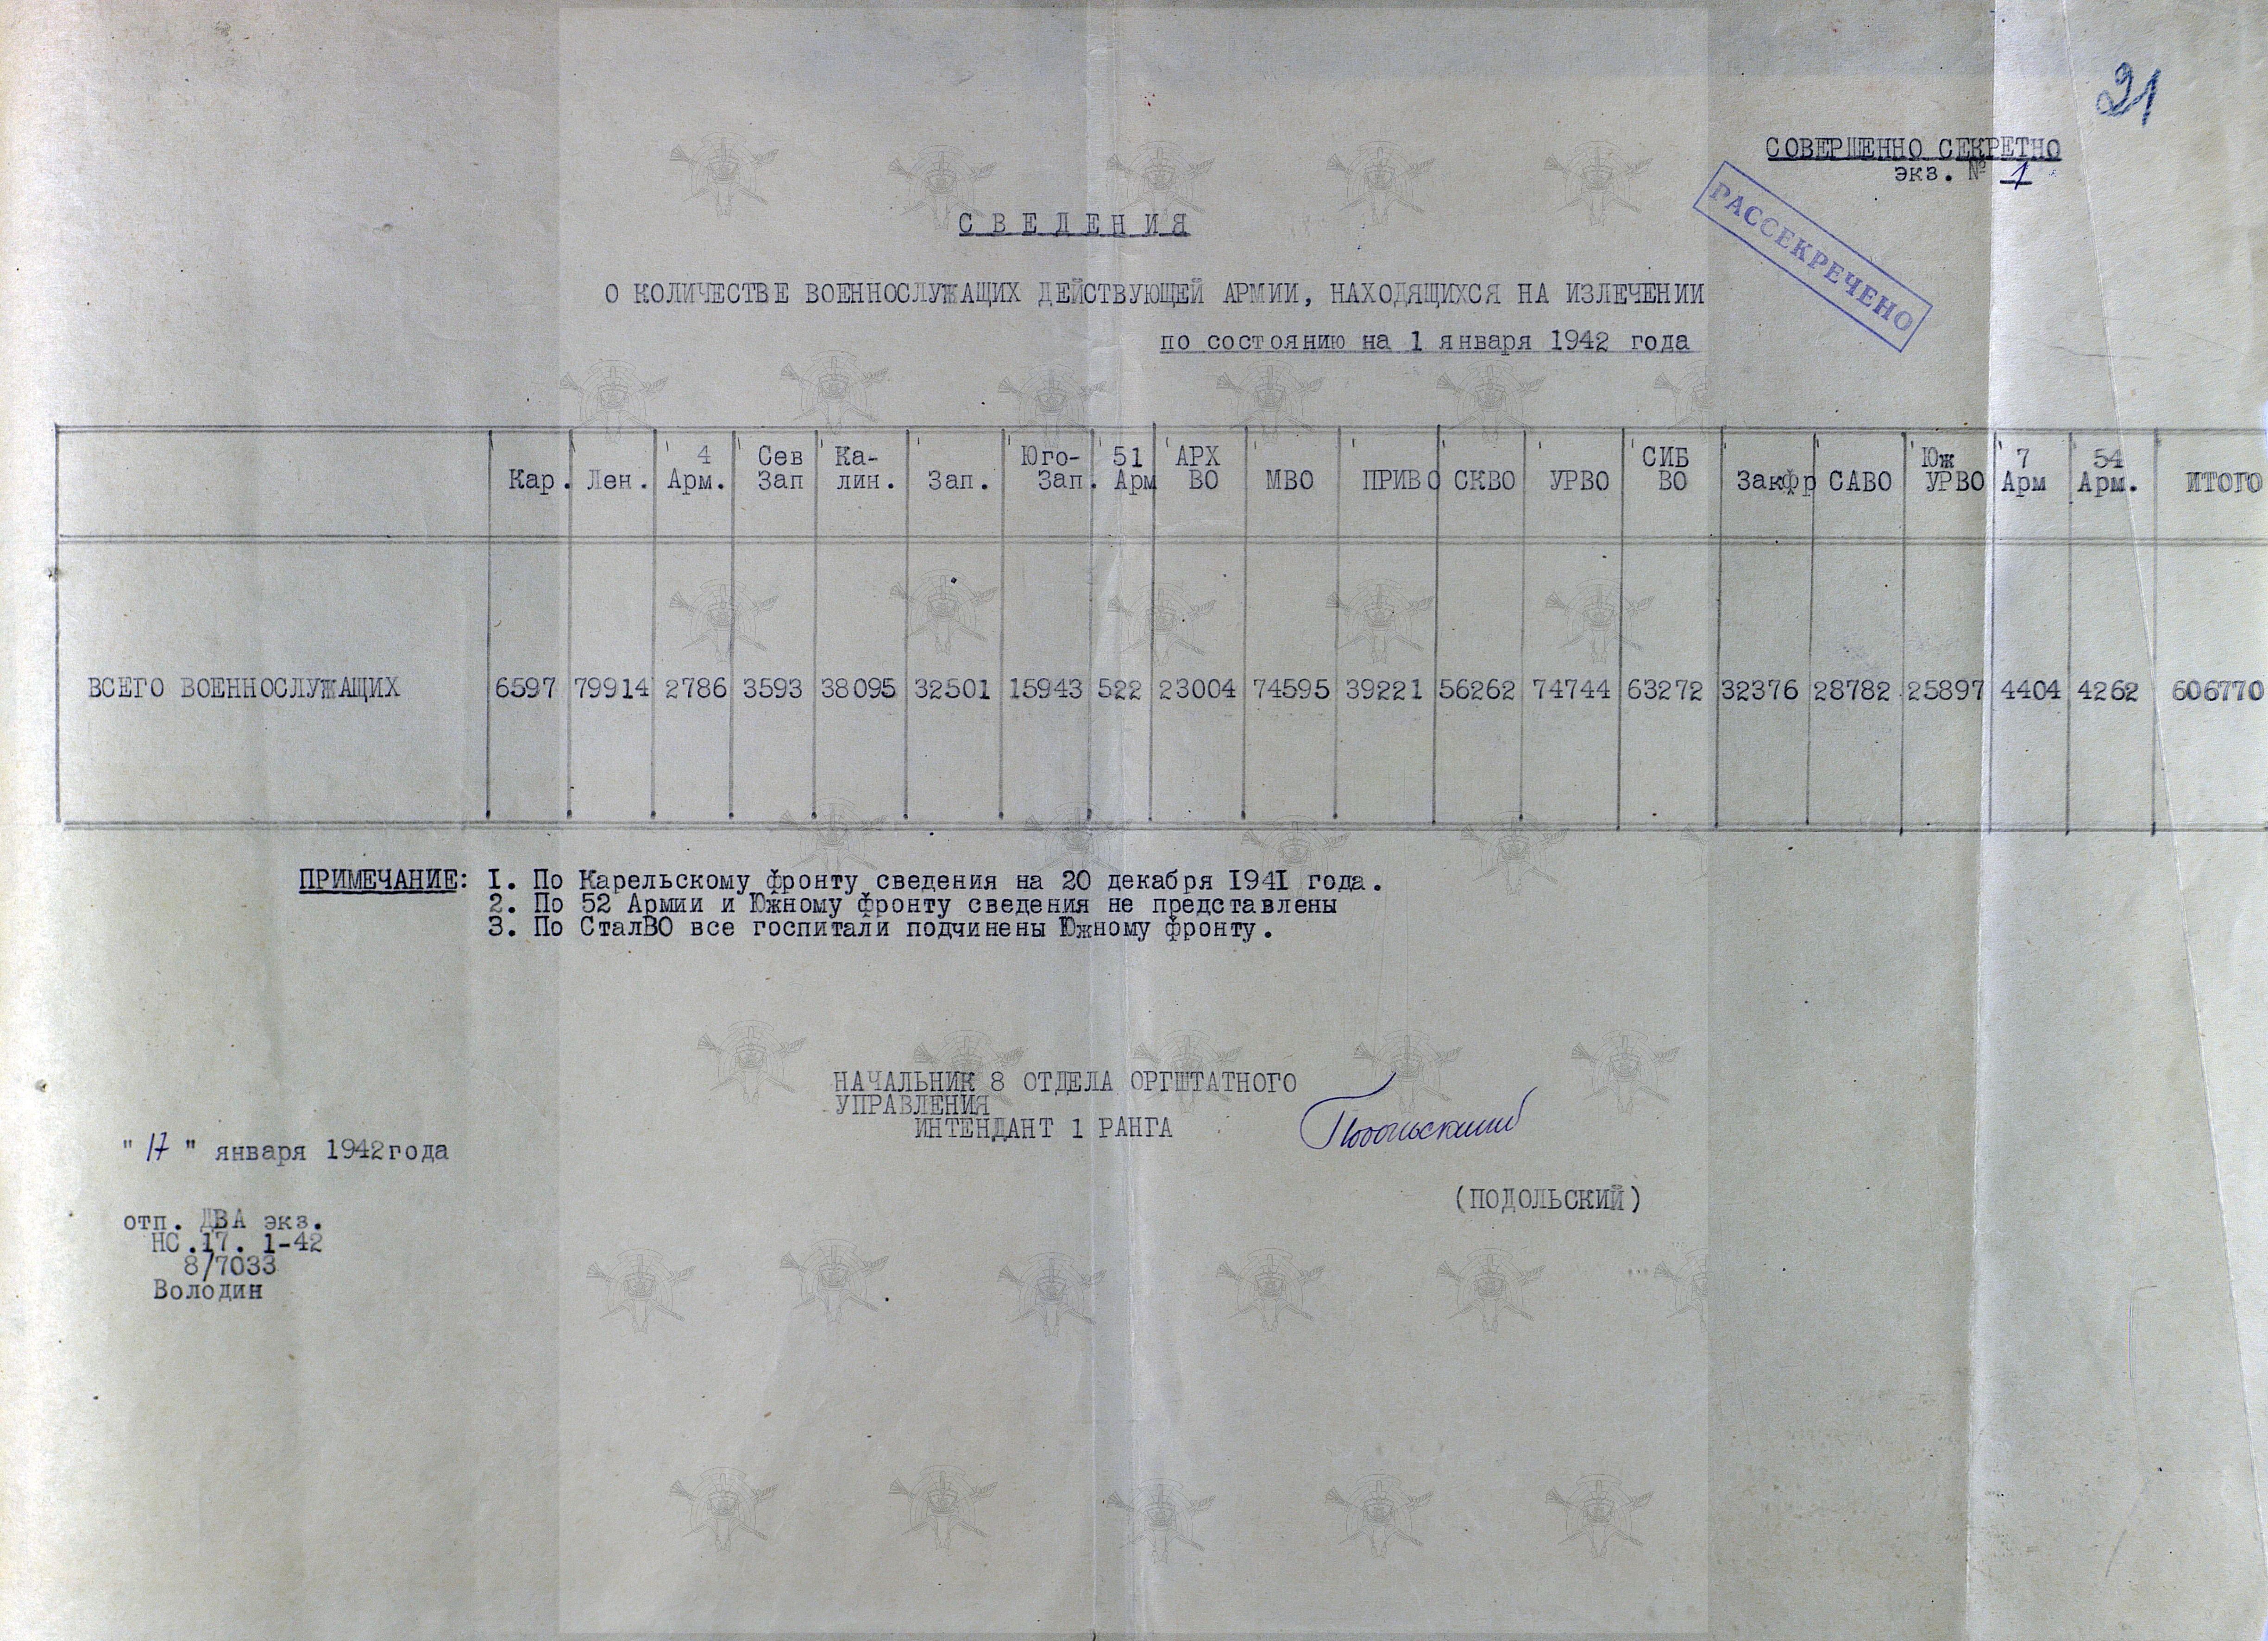 21
СОВЕРШЕННО СЕКРЕТНО
экз. № 1
РАССЕКРЕЧЕНО
СВЕДЕНИЯ
О КОЛИЧЕСТВЕ ВОЕННОСЛУЖАЩИХ ДЕЙСТВУЮЩЕЙ АРМИИ, НАХОДЯЩИХСЯ НА ИЗЛЕЧЕНИИ
по состоянию на 1 января 1942 года
Кар. Лен. 4 Арм. Сев Зап Ка-лин. Зап. Юго-Зап. 51 Арм АРХ ВО МВО ПРИВО СКВО УРВО СИБ ВО Закфр САВО Юж УРВО 7 Арм 54 Арм. ИТОГО
ВСЕГО ВОЕННОСЛУЖАЩИХ 6597 79914 2786 3593 38095 32501 15943 522 23004 74595 39221 56262 74744 63272 32376 28782 25897 4404 4262 606770
ПРИМЕЧАНИЕ: 1. По Карельскому фронту сведения на 20 декабря 1941 года.
2. По 52 Армии и Южному фронту сведения не представлены
3. По СталВО все госпитали подчинены Южному фронту.
НАЧАЛЬНИК 8 ОТДЕЛА ОРГШТАТНОГО
УПРАВЛЕНИЯ
ИНТЕНДАНТ 1 РАНГА
Подольский
(ПОДОЛЬСКИЙ)
"17" января 1942года
отп. ДВА экз.
НС.17. 1-42
8/7033
Володин